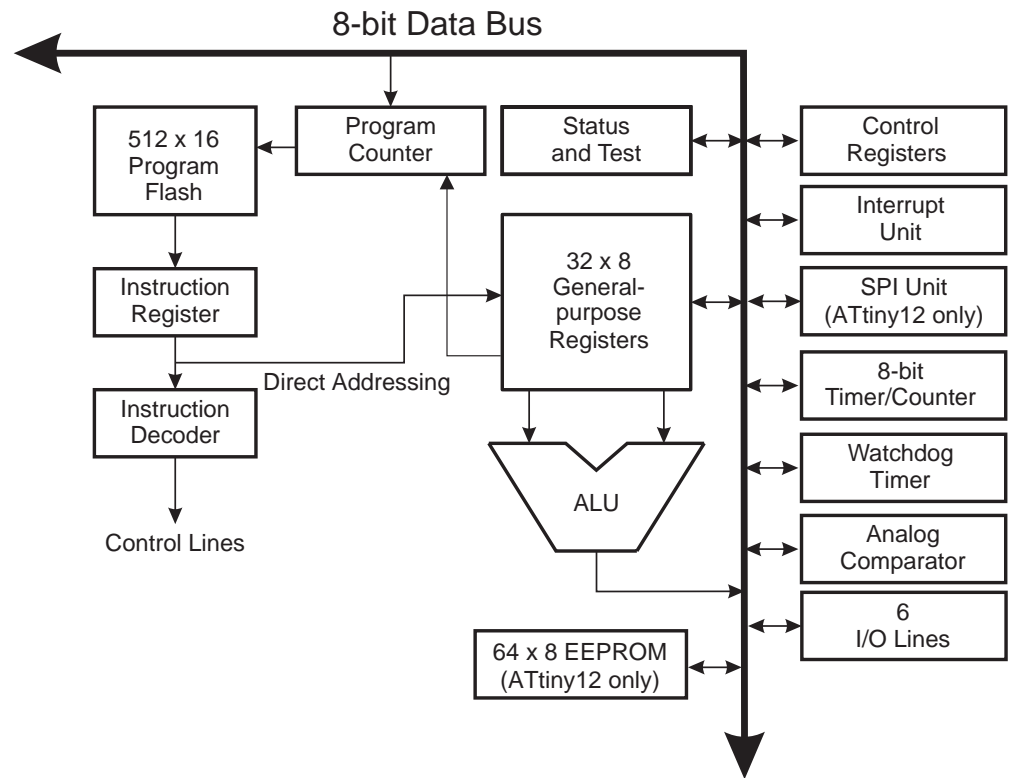 8-bit Data Bus
512 x 16
Program
Flash
Program
Counter
Status
and Test
Control
Registers
Interrupt
Unit
32 x 8
General-
purpose
Registers
SPI Unit
(ATtiny12 only)
Instruction
Register
Direct Addressing
8-bit
Timer/Counter
Instruction
Decoder
Watchdog
Timer
ALU
Control Lines
Analog
Comparator
6
I/O Lines
64 x 8 EEPROM
(ATtiny12 only)